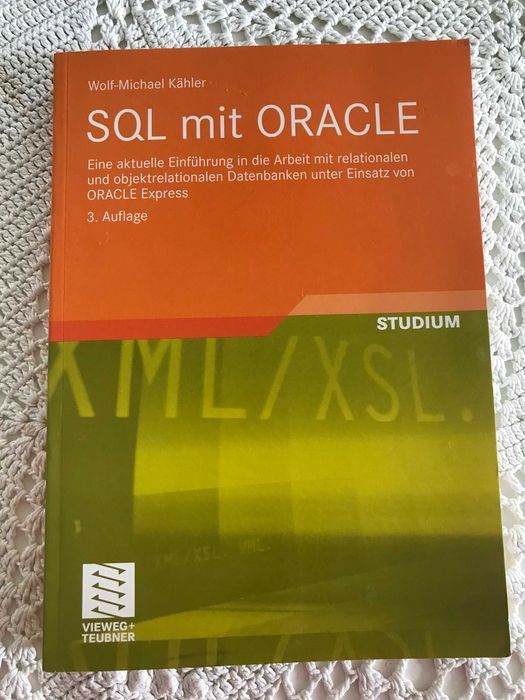 Wolf-Michael Kähler
SQL mit ORACLE
Eine aktuelle Einführung in die Arbeit mit relationalen
und objektrelationalen Datenbanken unter Einsatz von
ORACLE Express
3. Auflage
STUDIUM
XML/XSL.
XML/XSL. WML.
VIEWEG+
TEUBNER